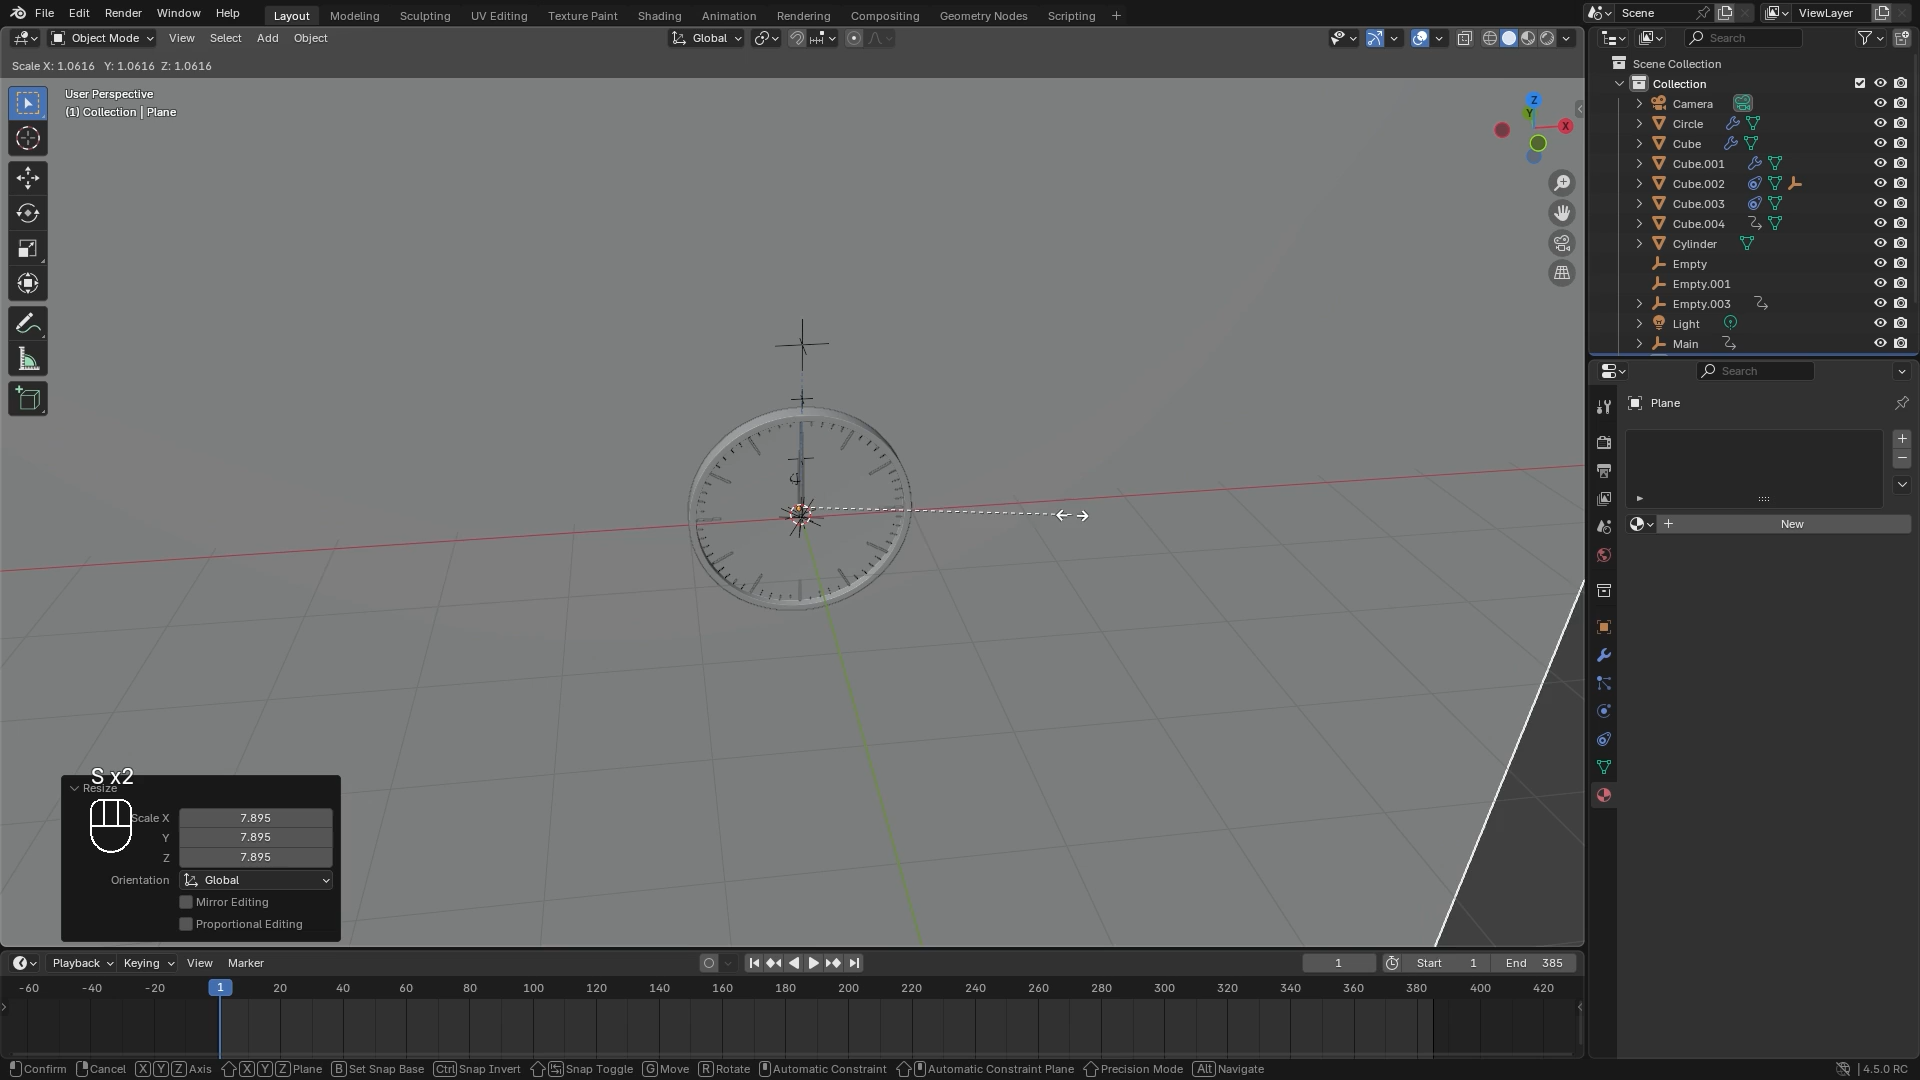 File Edit Render Window Help Layout Modeling Sculpting UV Editing Texture Paint Shading Animation Rendering Compositing Geometry Nodes Scripting + Scene ViewLayer
Object Mode View Select Add Object Global Search
Scale X: 1.0616 Y: 1.0616 Z: 1.0616
User Perspective
(1) Collection | Plane
Z
Y
X
Scene Collection
Collection
Camera
Circle
Cube
Cube.001
Cube.002
Cube.003
Cube.004
Cylinder
Empty
Empty.001
Empty.003
Light
Main
Search
Plane
New
S x2
Resize
Scale X 7.895
Y 7.895
Z 7.895
Orientation Global
Mirror Editing
Proportional Editing
Playback Keying View Marker 1 Start 1 End 385
-60 -40 -20 1 20 40 60 80 100 120 140 160 180 200 220 240 260 280 300 320 340 360 380 400 420
Confirm Cancel X Y Z Axis X Y Z Plane B Set Snap Base Ctrl Snap Invert Snap Toggle G Move R Rotate Automatic Constraint Automatic Constraint Plane Precision Mode Alt Navigate 4.5.0 RC